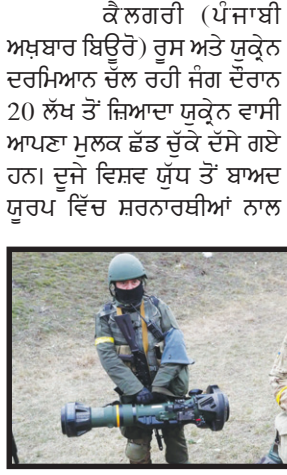 ਕੈਲਗਰੀ (ਪੰਜਾਬੀ
ਅਖ਼ਬਾਰ ਬਿਊਰੋ) ਰੂਸ ਅਤੇ ਯੁਕ੍ਰੇਨ
ਦਰਮਿਆਨ ਚੱਲ ਰਹੀ ਜੰਗ ਦੌਰਾਨ
20 ਲੱਖ ਤੋਂ ਜ਼ਿਆਦਾ ਯੁਕ੍ਰੇਨ ਵਾਸੀ
ਆਪਣਾ ਮੁਲਕ ਛੱਡ ਚੁੱਕੇ ਦੱਸੇ ਗਏ
ਹਨ। ਦੂਜੇ ਵਿਸ਼ਵ ਯੁੱਧ ਤੋਂ ਬਾਅਦ
ਯੂਰਪ ਵਿੱਚ ਸ਼ਰਨਾਰਥੀਆਂ ਨਾਲ